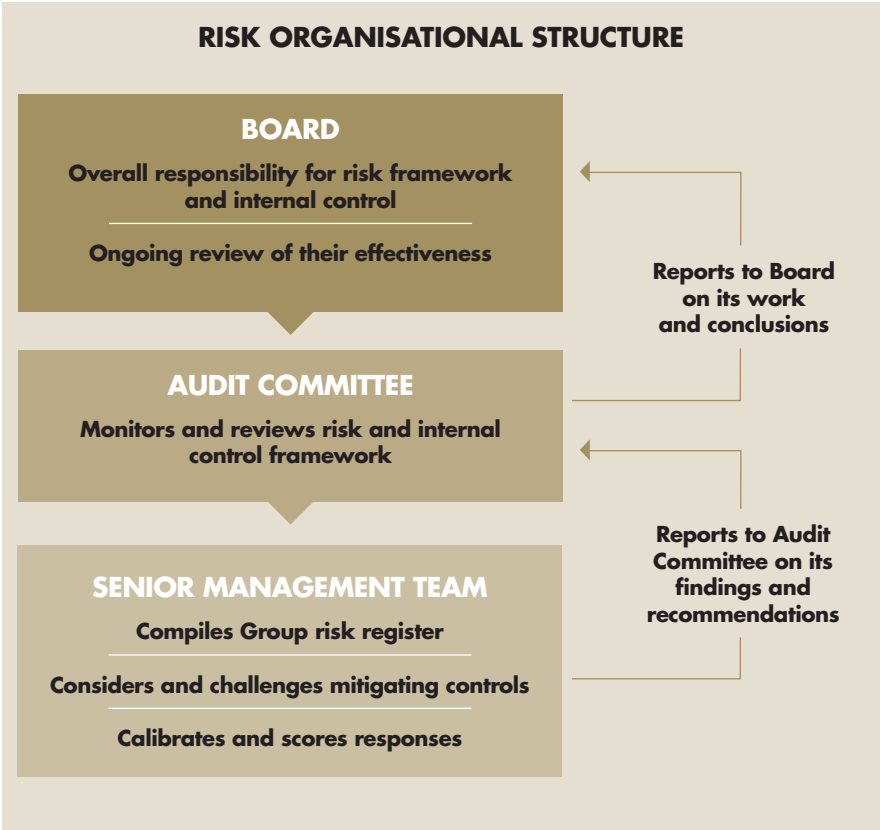 RISK ORGANISATIONAL STRUCTURE
BOARD
Overall responsibility for risk framework
and internal control
Ongoing review of their effectiveness
Reports to Board
on its work
and conclusions
AUDIT COMMITTEE
Monitors and reviews risk and internal
control framework
Reports to Audit
Committee on its
findings and
recommendations
SENIOR MANAGEMENT TEAM
Compiles Group risk register
Considers and challenges mitigating controls
Calibrates and scores responses